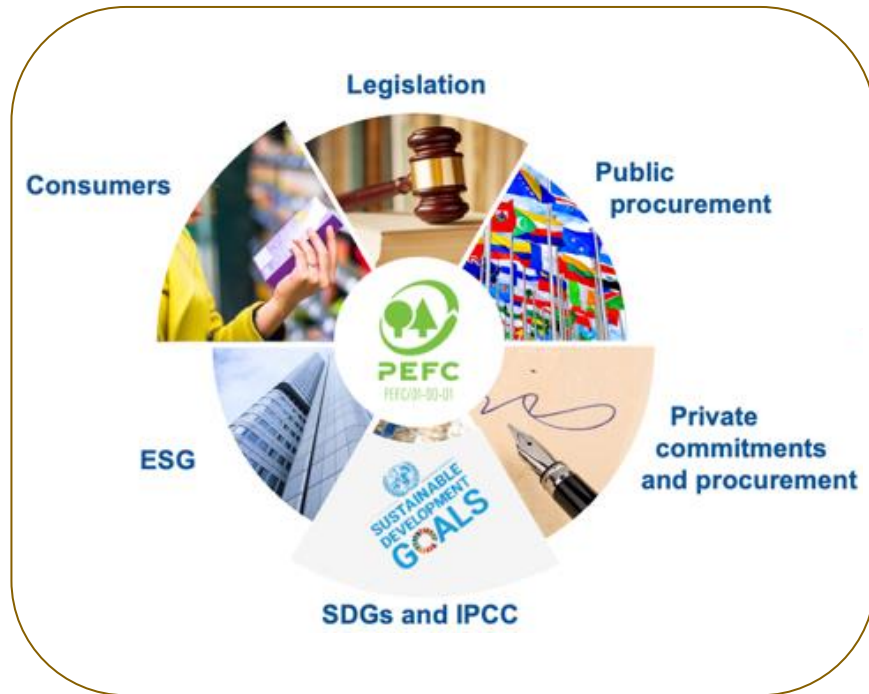 Legislation
Consumers
Public
procurement
PEFC
PEFC/01-00-01
ESG
Private
commitments
and procurement
SUSTAINABLE
DEVELOPMENT
GOALS
SDGs and IPCC